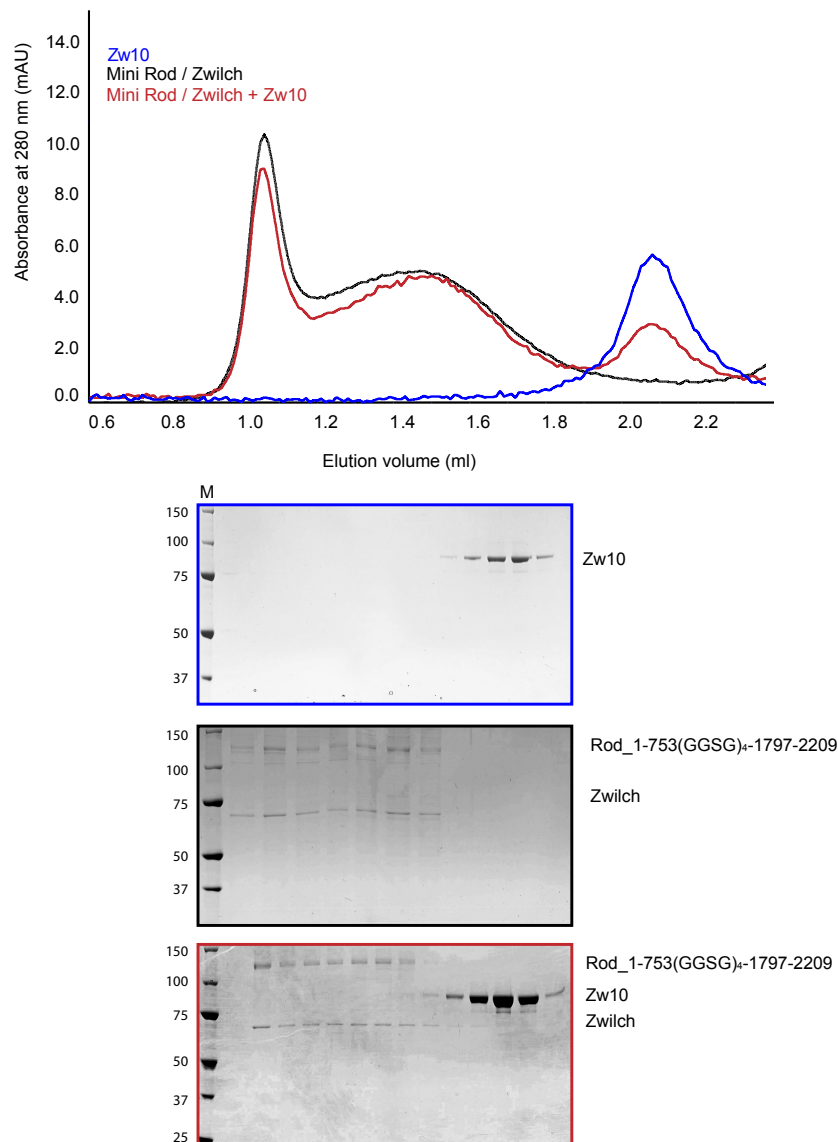 14.0
12.0
10.0
8.0
6.0
4.0
2.0
0.0
Absorbance at 280 nm (mAU)
Zw10
Mini Rod / Zwilch
Mini Rod / Zwilch + Zw10
0.6 0.8 1.0 1.2 1.4 1.6 1.8 2.0 2.2
Elution volume (ml)
M
150
100
75
50
37
Zw10
150
100
75
50
37
Rod_1-753(GGSG)4-1797-2209
Zwilch
150
100
75
50
37
25
Rod_1-753(GGSG)4-1797-2209
Zw10
Zwilch